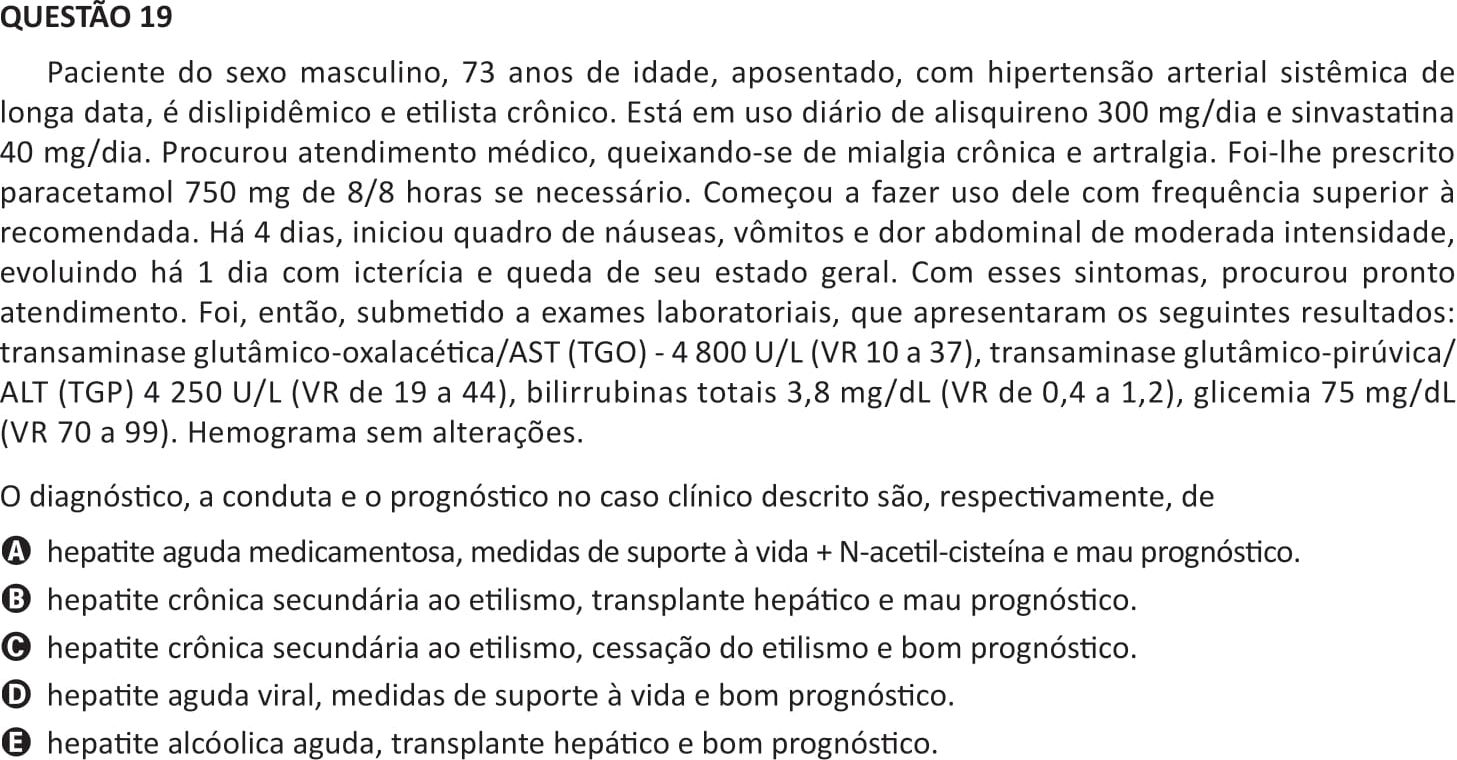 QUESTÃO 19
Paciente do sexo masculino, 73 anos de idade, aposentado, com hipertensão arterial sistêmica de
longa data, é dislipidêmico e etilista crônico. Está em uso diário de alisquireno 300 mg/dia e sinvastatina
40 mg/dia. Procurou atendimento médico, queixando-se de mialgia crônica e artralgia. Foi-lhe prescrito
paracetamol 750 mg de 8/8 horas se necessário. Começou a fazer uso dele com frequência superior à
recomendada. Há 4 dias, iniciou quadro de náuseas, vômitos e dor abdominal de moderada intensidade,
evoluindo há 1 dia com icterícia e queda de seu estado geral. Com esses sintomas, procurou pronto
atendimento. Foi, então, submetido a exames laboratoriais, que apresentaram os seguintes resultados:
transaminase glutâmico-oxalacética/AST (TGO) - 4 800 U/L (VR 10 a 37), transaminase glutâmico-pirúvica/
ALT (TGP) 4 250 U/L (VR de 19 a 44), bilirrubinas totais 3,8 mg/dL (VR de 0,4 a 1,2), glicemia 75 mg/dL
(VR 70 a 99). Hemograma sem alterações.
O diagnóstico, a conduta e o prognóstico no caso clínico descrito são, respectivamente, de
A hepatite aguda medicamentosa, medidas de suporte à vida + N-acetil-cisteína e mau prognóstico.
B hepatite crônica secundária ao etilismo, transplante hepático e mau prognóstico.
C hepatite crônica secundária ao etilismo, cessação do etilismo e bom prognóstico.
D hepatite aguda viral, medidas de suporte à vida e bom prognóstico.
E hepatite alcóolica aguda, transplante hepático e bom prognóstico.